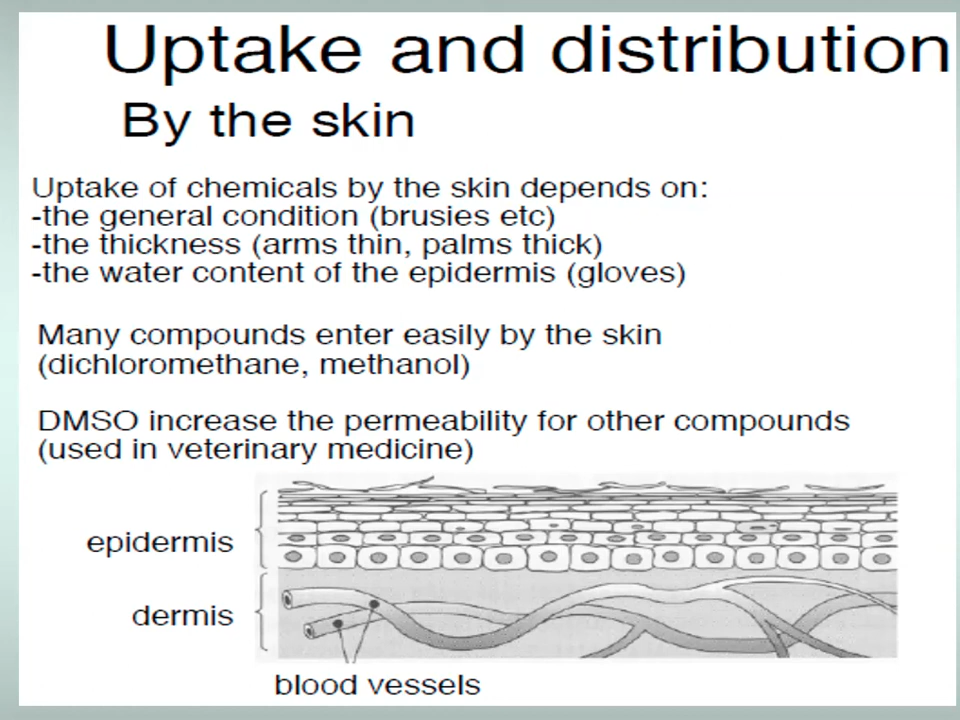 Uptake and distribution
By the skin
Uptake of chemicals by the skin depends on:
-the general condition (brusies etc)
-the thickness (arms thin, palms thick)
-the water content of the epidermis (gloves)
Many compounds enter easily by the skin
(dichloromethane, methanol)
DMSO increase the permeability for other compounds
(used in veterinary medicine)
epidermis
dermis
blood vessels